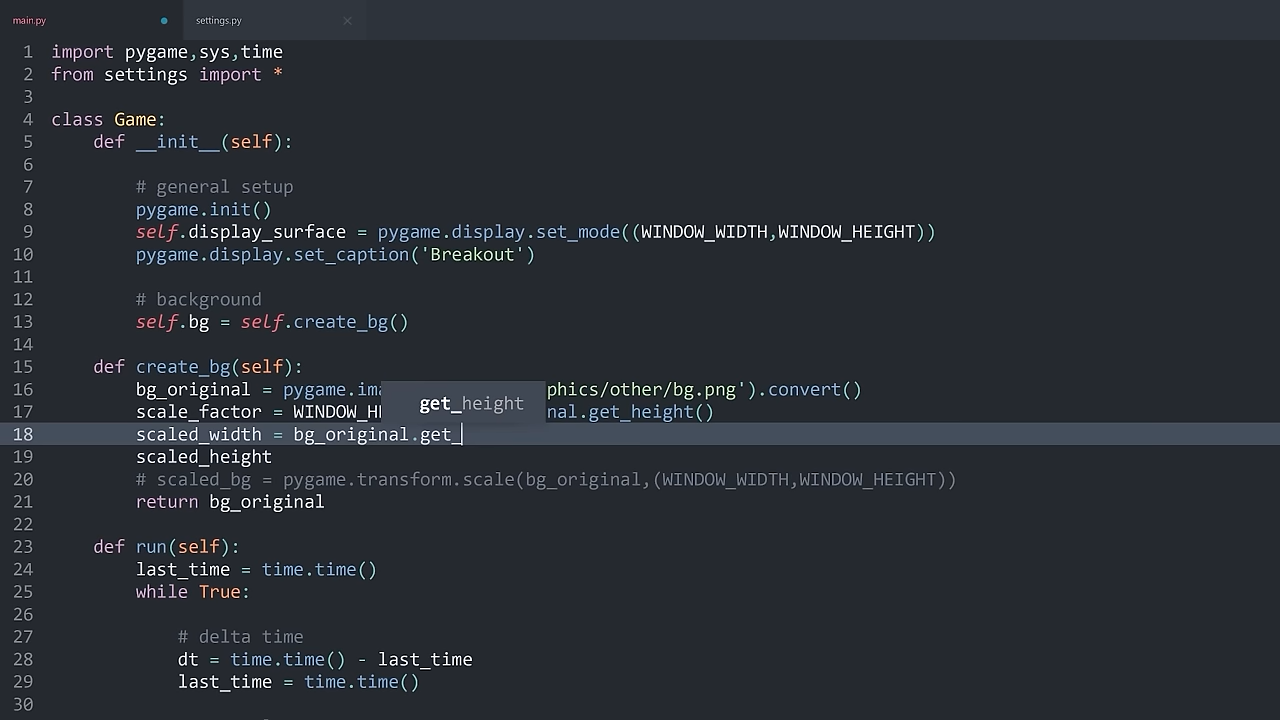 main.py
settings.py
1 import pygame,sys,time
2 from settings import *
3
4 class Game:
5     def __init__(self):
6
7         # general setup
8         pygame.init()
9         self.display_surface = pygame.display.set_mode((WINDOW_WIDTH,WINDOW_HEIGHT))
10         pygame.display.set_caption('Breakout')
11
12         # background
13         self.bg = self.create_bg()
14
15     def create_bg(self):
16         bg_original = pygame.ima phics/other/bg.png').convert()
get_height
17         scale_factor = WINDOW_HE nal.get_height()
18         scaled_width = bg_original.get_
19         scaled_height
20         # scaled_bg = pygame.transform.scale(bg_original,(WINDOW_WIDTH,WINDOW_HEIGHT))
21         return bg_original
22
23     def run(self):
24         last_time = time.time()
25         while True:
26
27             # delta time
28             dt = time.time() - last_time
29             last_time = time.time()
30